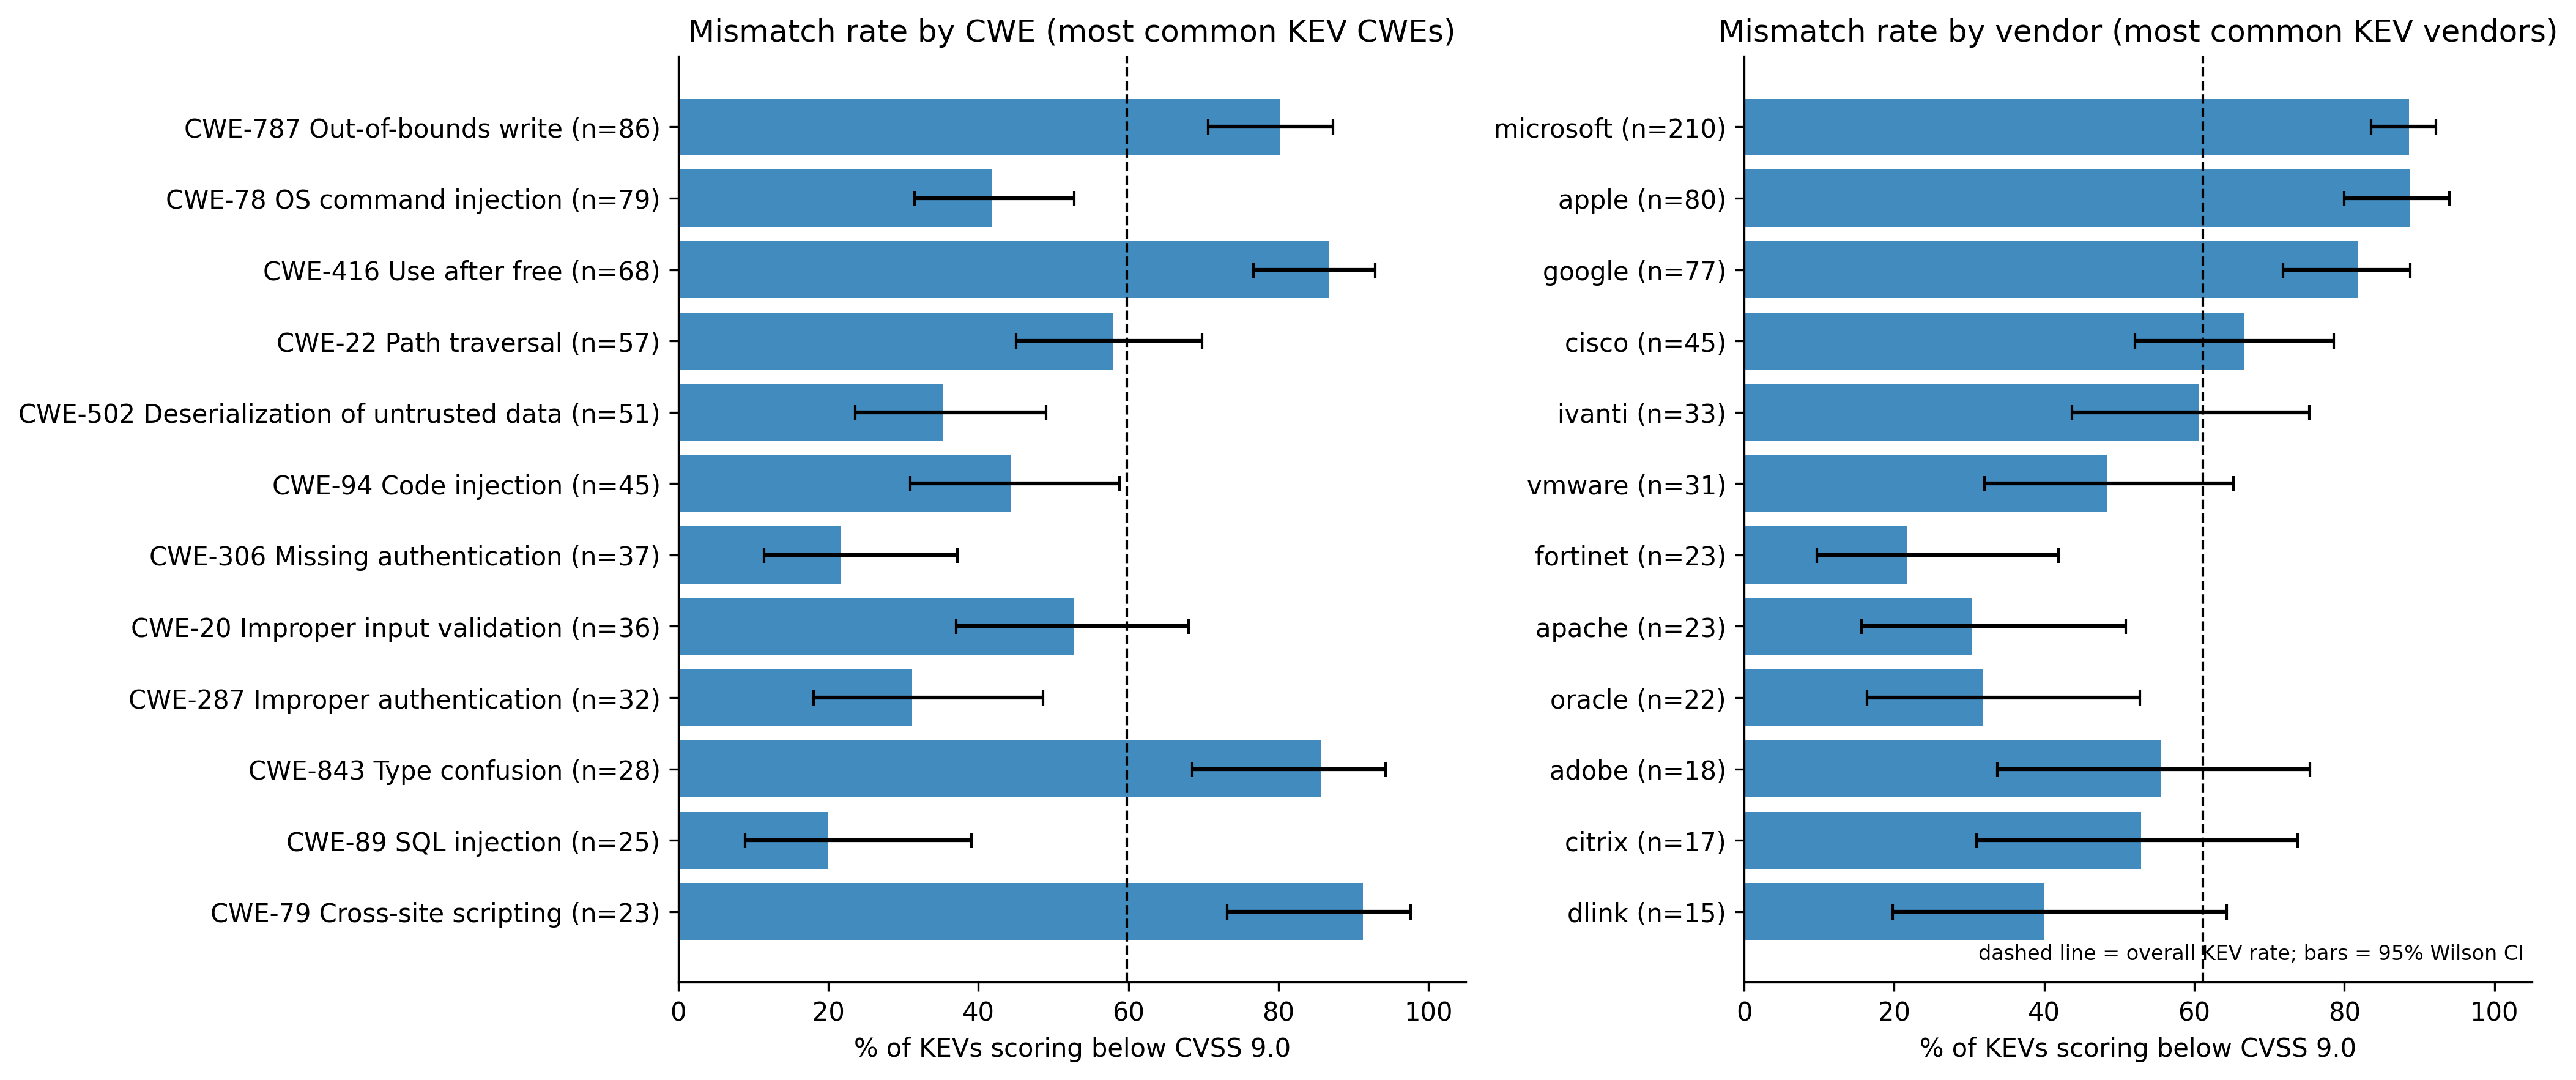 Mismatch rate by CWE (most common KEV CWEs)
CWE-787 Out-of-bounds write (n=86)
CWE-78 OS command injection (n=79)
CWE-416 Use after free (n=68)
CWE-22 Path traversal (n=57)
CWE-502 Deserialization of untrusted data (n=51)
CWE-94 Code injection (n=45)
CWE-306 Missing authentication (n=37)
CWE-20 Improper input validation (n=36)
CWE-287 Improper authentication (n=32)
CWE-843 Type confusion (n=28)
CWE-89 SQL injection (n=25)
CWE-79 Cross-site scripting (n=23)
0 20 40 60 80 100
% of KEVs scoring below CVSS 9.0
Mismatch rate by vendor (most common KEV vendors)
microsoft (n=210)
apple (n=80)
google (n=77)
cisco (n=45)
ivanti (n=33)
vmware (n=31)
fortinet (n=23)
apache (n=23)
oracle (n=22)
adobe (n=18)
citrix (n=17)
dlink (n=15)
dashed line = overall KEV rate; bars = 95% Wilson CI
0 20 40 60 80 100
% of KEVs scoring below CVSS 9.0